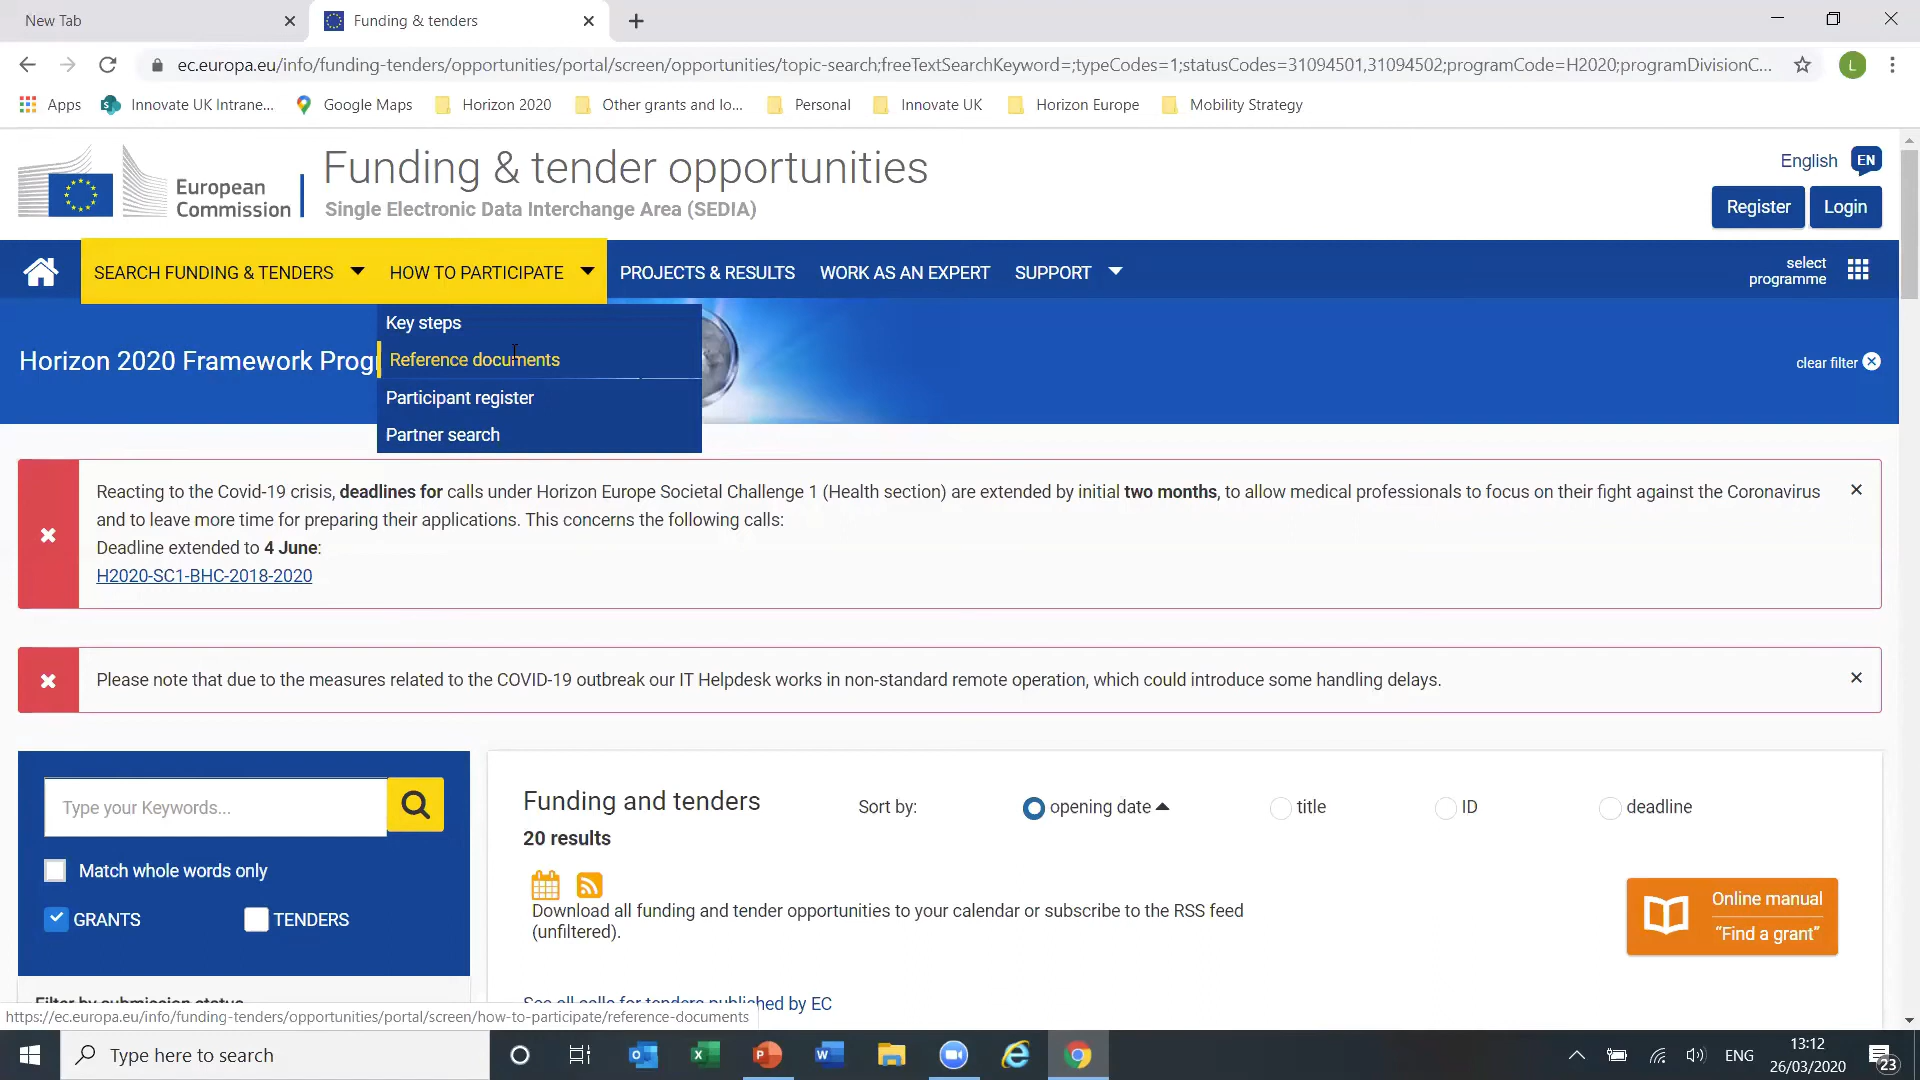 New Tab
Funding & tenders
ec.europa.eu/info/funding-tenders/opportunities/portal/screen/opportunities/topic-search;freeTextSearchKeyword=;typeCodes=1;statusCodes=31094501,31094502;programCode=H2020;programDivisionC...
L
Apps
Innovate UK Intrane...
Google Maps
Horizon 2020
Other grants and lo...
Personal
Innovate UK
Horizon Europe
Mobility Strategy
European
Commission
Funding & tender opportunities
Single Electronic Data Interchange Area (SEDIA)
English EN
Register
Login
SEARCH FUNDING & TENDERS
HOW TO PARTICIPATE
PROJECTS & RESULTS
WORK AS AN EXPERT
SUPPORT
select
programme
Key steps
Reference documents
Participant register
Partner search
Horizon 2020 Framework Prog
clear filter
Reacting to the Covid-19 crisis, deadlines for calls under Horizon Europe Societal Challenge 1 (Health section) are extended by initial two months, to allow medical professionals to focus on their fight against the Coronavirus
and to leave more time for preparing their applications. This concerns the following calls:
Deadline extended to 4 June:
H2020-SC1-BHC-2018-2020
Please note that due to the measures related to the COVID-19 outbreak our IT Helpdesk works in non-standard remote operation, which could introduce some handling delays.
Type your Keywords...
Match whole words only
GRANTS
TENDERS
Filter by submission status
Funding and tenders
20 results
Sort by:
opening date
title
ID
deadline
Download all funding and tender opportunities to your calendar or subscribe to the RSS feed
(unfiltered).
Online manual
"Find a grant"
See all calls for tenders published by EC
https://ec.europa.eu/info/funding-tenders/opportunities/portal/screen/how-to-participate/reference-documents
Type here to search
ENG
13:12
26/03/2020
23